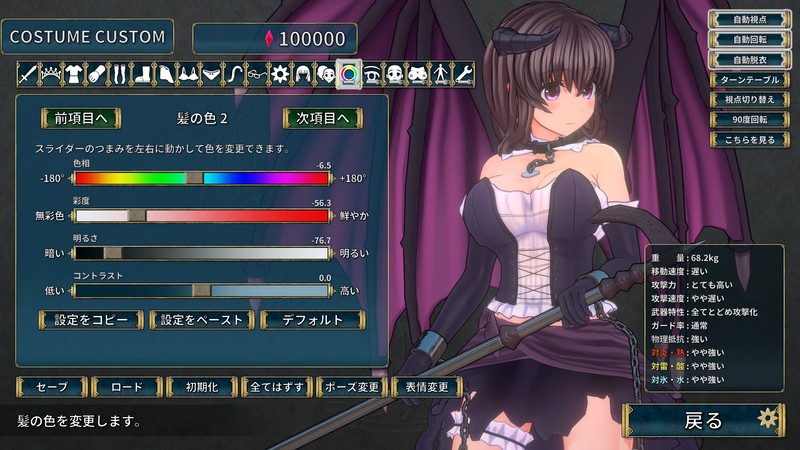 COSTUME CUSTOM
100000
前項目へ
髪の色 2
次項目へ
スライダーのつまみを左右に動かして色を変更できます。
色相
-6.5
-180°
+180°
彩度
-56.3
無彩色
鮮やか
明るさ
-76.7
暗い
明るい
コントラスト
0.0
低い
高い
設定をコピー
設定をペースト
デフォルト
セーブ
ロード
初期化
全てはずす
ポーズ変更
表情変更
髪の色を変更します。
自動視点
自動回転
自動脱衣
ターンテーブル
視点切り替え
90度回転
こちらを見る
重　　量 : 68.2kg
移動速度 : 遅い
攻撃力 : とても高い
攻撃速度 : やや遅い
武器特性 : 全てとどめ攻撃化
ガード率 : 通常
物理抵抗 : 強い
対炎・熱 : やや強い
対雷・酸 : やや強い
対氷・水 : やや強い
戻る